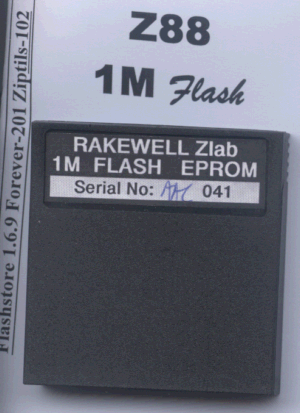 Z88
1M Flash
RAKEWELL Zlab
1M FLASH EPROM
Serial No: AAC 041
Flashstore 1.6.9 Forever-201 Ziptils-102